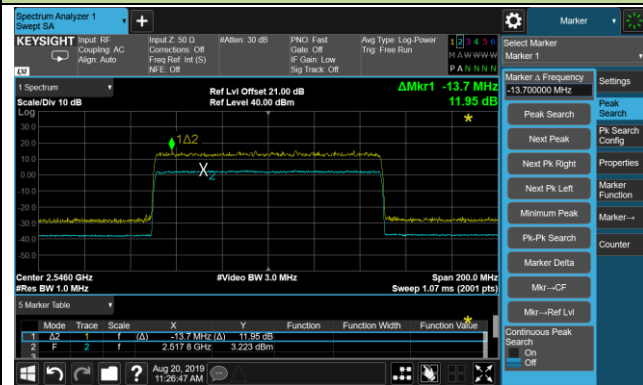 Spectrum Analyzer 1
Swept SA
Marker
KEYSIGHT
Input: RF
Coupling: AC
Align: Auto
Input Z: 50 Ω
Corrections: Off
Freq Ref: Int (S)
NFE: Off
#Atten: 30 dB
PNO: Fast
Gate: Off
IF Gain: Low
Sig Track: Off
Avg Type: Log-Power
Trig: Free Run
1 2 3 4 5 6
M A W W W W
P A N N N N
LXI
Select Marker
Marker 1
1 Spectrum
Scale/Div 10 dB
Log
Ref Lvl Offset 21.00 dB
Ref Level 40.00 dBm
ΔMkr1 -13.7 MHz
11.95 dB
30.0
20.0
10.0
0.00
-10.0
-20.0
-30.0
-40.0
-50.0
1Δ2
X2
Center 2.5460 GHz
#Res BW 1.0 MHz
#Video BW 3.0 MHz
Span 200.0 MHz
Sweep 1.07 ms (2001 pts)
5 Marker Table
Mode Trace Scale X Y Function Function Width Function Value
1 Δ2 1 f (Δ) -13.7 MHz (Δ) 11.95 dB
2 F 2 f 2.517 8 GHz 3.223 dBm
3
Marker Δ Frequency
-13.700000 MHz
Peak Search
Next Peak
Next Pk Right
Next Pk Left
Minimum Peak
Pk-Pk Search
Marker Delta
Mkr→CF
Mkr→Ref Lvl
Continuous Peak
Search
On
Off
Settings
Peak
Search
Pk Search
Config
Properties
Marker
Function
Marker→
Counter
Aug 20, 2019
11:26:47 AM